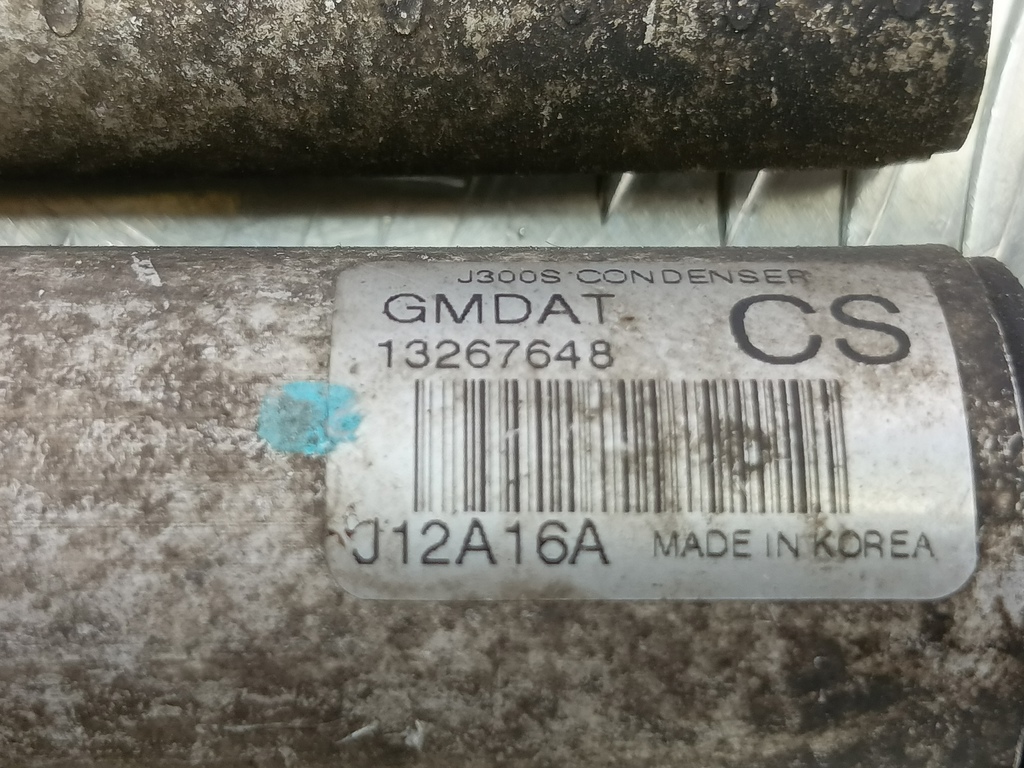 J300S CONDENSER
GMDAT
CS
13267648
J12A16A
MADE IN KOREA